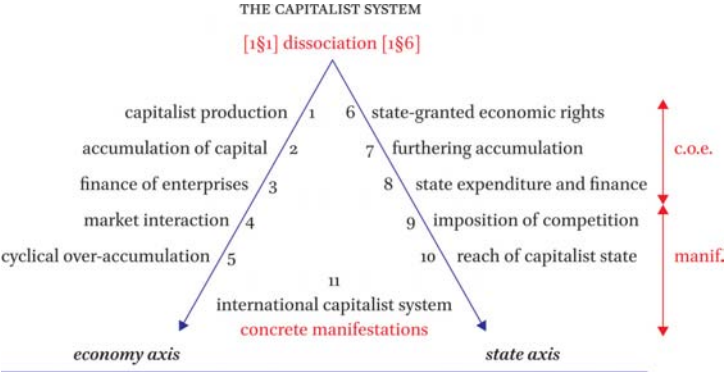 THE CAPITALIST SYSTEM
[1§1] dissociation [1§6]
capitalist production 1 6 state-granted economic rights
accumulation of capital 2 7 furthering accumulation c.o.e.
finance of enterprises 3 8 state expenditure and finance
market interaction 4 9 imposition of competition
cyclical over-accumulation 5 10 reach of capitalist state manif.
11
international capitalist system
concrete manifestations
economy axis state axis